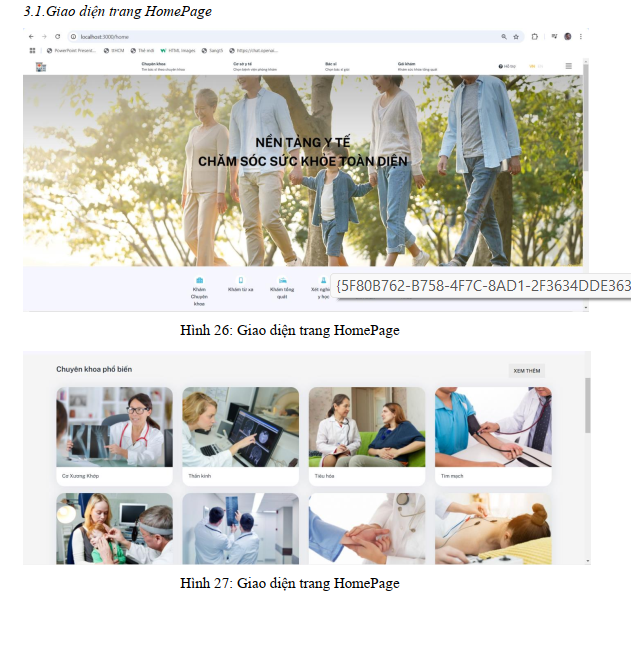 3.1.Giao diện trang HomePage
localhost:3000/home
PowerPoint Present... GHCM Thế mới HTML Images SangIS https://chat.openai...
Chuyên khoa Cơ sở y tế Bác sĩ Gói khám
Tìm bác sĩ theo chuyên khoa Chọn bệnh viện phòng khám Chọn bác sĩ giỏi Khám sức khỏe tổng quát
Hỗ trợ VN
NỀN TẢNG Y TẾ
CHĂM SÓC SỨC KHỎE TOÀN DIỆN
Khám Chuyên khoa
Khám từ xa
Khám tổng quát
Xét nghi y học
{5F80B762-B758-4F7C-8AD1-2F3634DDE363
Hình 26: Giao diện trang HomePage
Chuyên khoa phổ biến XEM THÊM
Cơ Xương Khớp Thần kinh Tiêu hóa Tim mạch
Hình 27: Giao diện trang HomePage